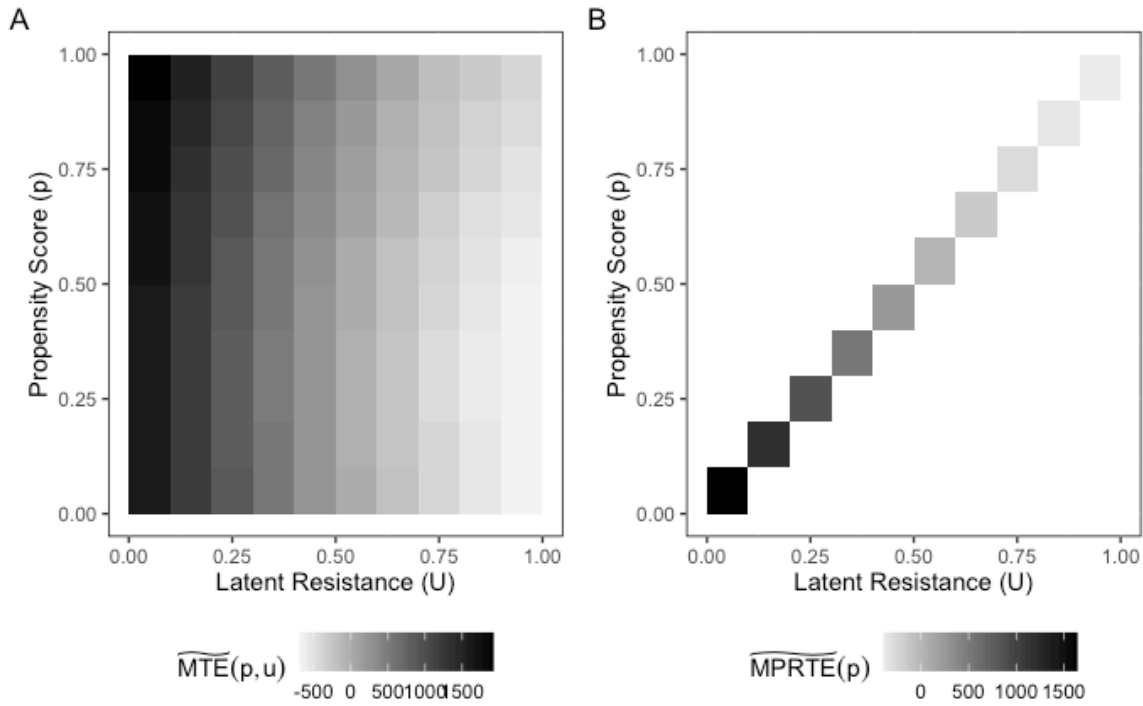 A
B
1.00
0.75
0.50
0.25
0.00
Propensity Score (p)
0.00 0.25 0.50 0.75 1.00
Latent Resistance (U)
MTE(p, u)
-500 0 500 1000 1500
1.00
0.75
0.50
0.25
0.00
Propensity Score (p)
0.00 0.25 0.50 0.75 1.00
Latent Resistance (U)
MPRTE(p)
0 500 1000 1500